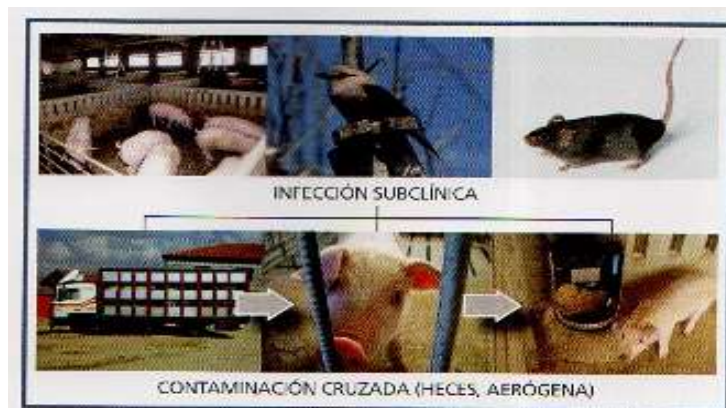 INFECCIÓN SUBCLÍNICA
CONTAMINACIÓN CRUZADA (HECES, AERÓGENA)